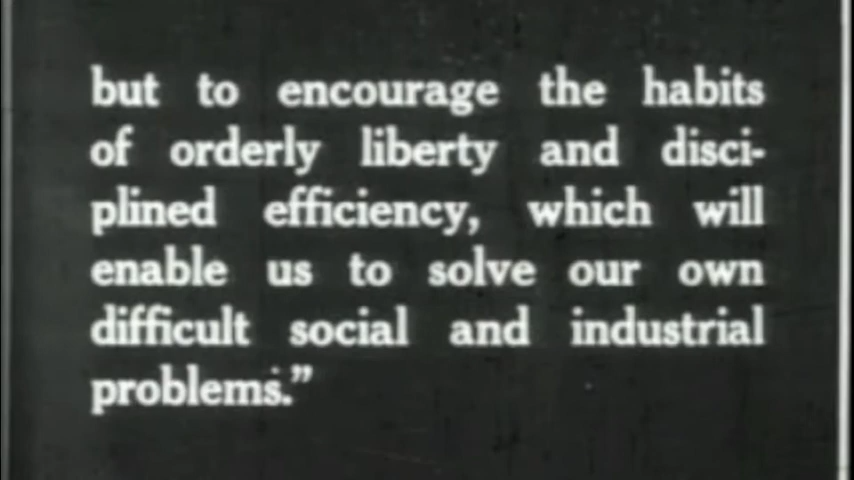 but to encourage the habits
of orderly liberty and disci-
plined efficiency, which will
enable us to solve our own
difficult social and industrial
problems.”